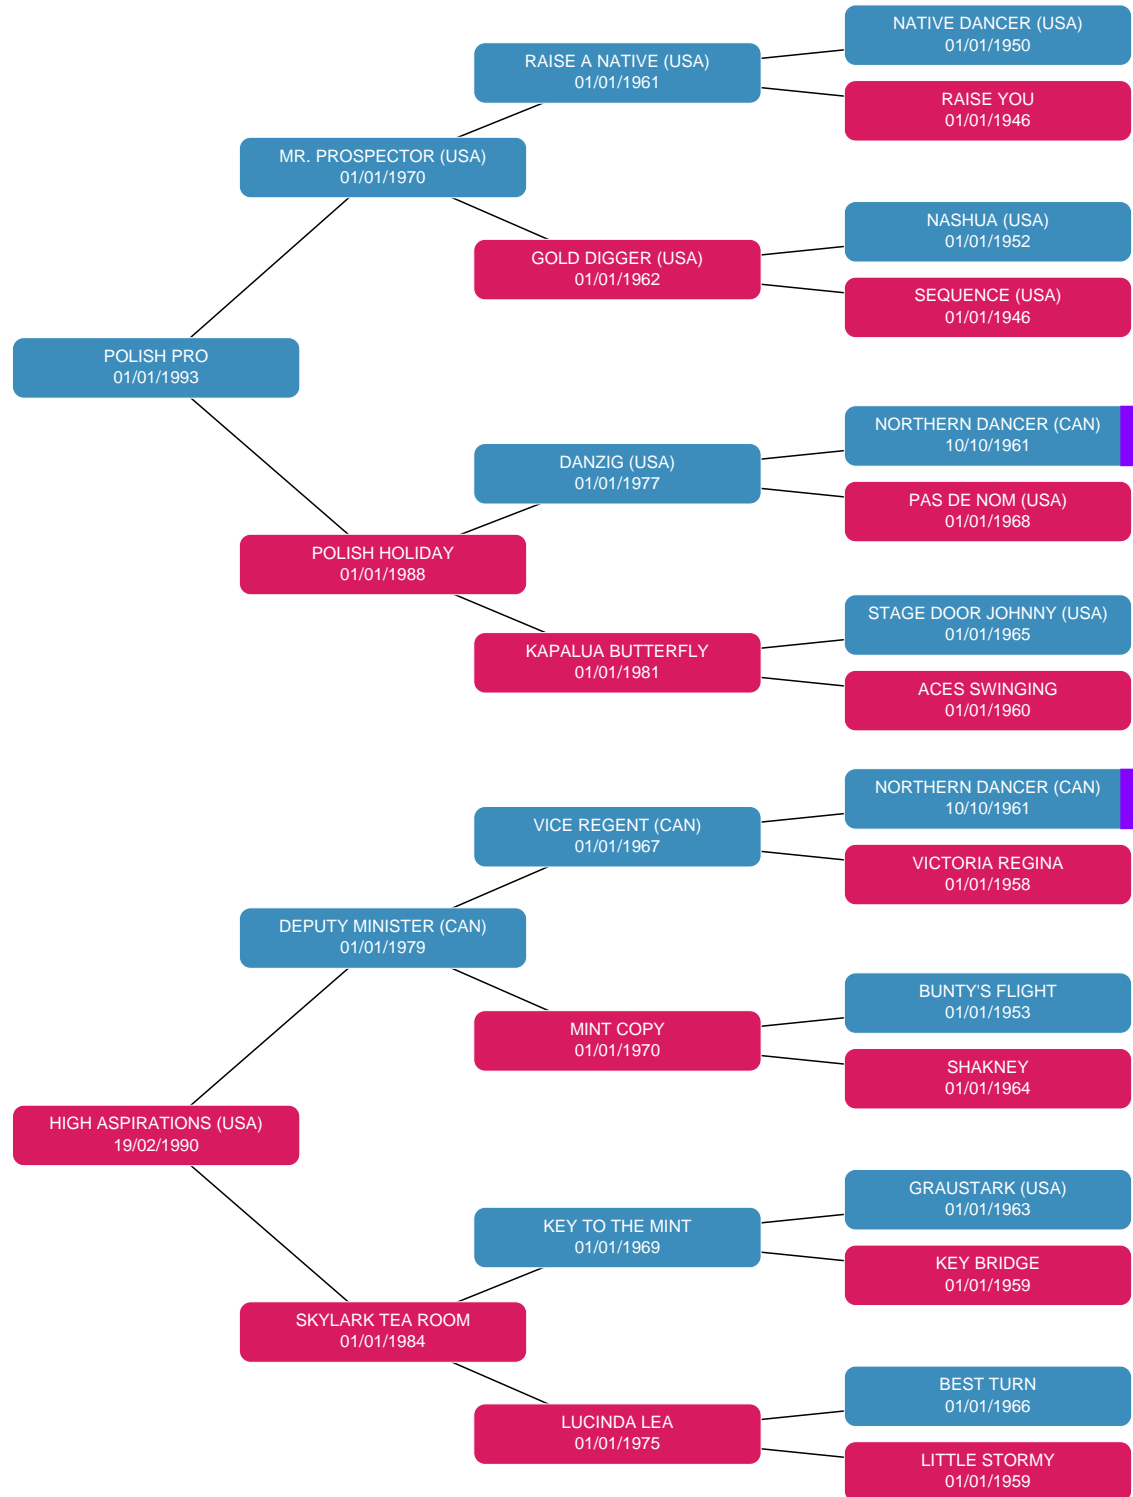 NATIVE DANCER (USA)
01/01/1950
RAISE A NATIVE (USA)
01/01/1961
RAISE YOU
01/01/1946
MR. PROSPECTOR (USA)
01/01/1970
NASHUA (USA)
01/01/1952
GOLD DIGGER (USA)
01/01/1962
SEQUENCE (USA)
01/01/1946
POLISH PRO
01/01/1993
NORTHERN DANCER (CAN)
10/10/1961
DANZIG (USA)
01/01/1977
PAS DE NOM (USA)
01/01/1968
POLISH HOLIDAY
01/01/1988
STAGE DOOR JOHNNY (USA)
01/01/1965
KAPALUA BUTTERFLY
01/01/1981
ACES SWINGING
01/01/1960
NORTHERN DANCER (CAN)
10/10/1961
VICE REGENT (CAN)
01/01/1967
VICTORIA REGINA
01/01/1958
DEPUTY MINISTER (CAN)
01/01/1979
BUNTY'S FLIGHT
01/01/1953
MINT COPY
01/01/1970
SHAKNEY
01/01/1964
HIGH ASPIRATIONS (USA)
19/02/1990
GRAUSTARK (USA)
01/01/1963
KEY TO THE MINT
01/01/1969
KEY BRIDGE
01/01/1959
SKYLARK TEA ROOM
01/01/1984
BEST TURN
01/01/1966
LUCINDA LEA
01/01/1975
LITTLE STORMY
01/01/1959